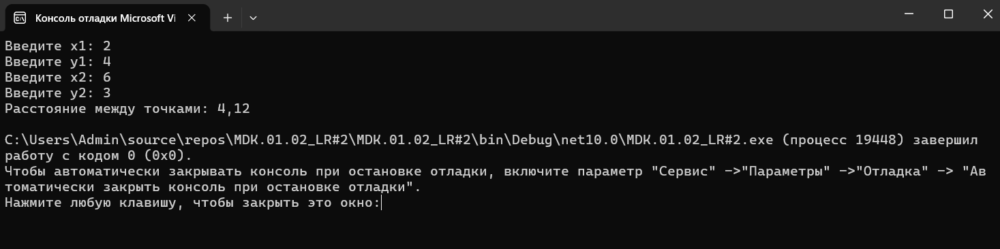 Консоль отладки Microsoft Vi
Введите x1: 2
Введите y1: 4
Введите x2: 6
Введите y2: 3
Расстояние между точками: 4,12
C:\Users\Admin\source\repos\MDK.01.02_LR#2\MDK.01.02_LR#2\bin\Debug\net10.0\MDK.01.02_LR#2.exe (процесс 19448) завершил
работу с кодом 0 (0x0).
Чтобы автоматически закрывать консоль при остановке отладки, включите параметр "Сервис" ->"Параметры" ->"Отладка" -> "Ав
томатически закрыть консоль при остановке отладки".
Нажмите любую клавишу, чтобы закрыть это окно: